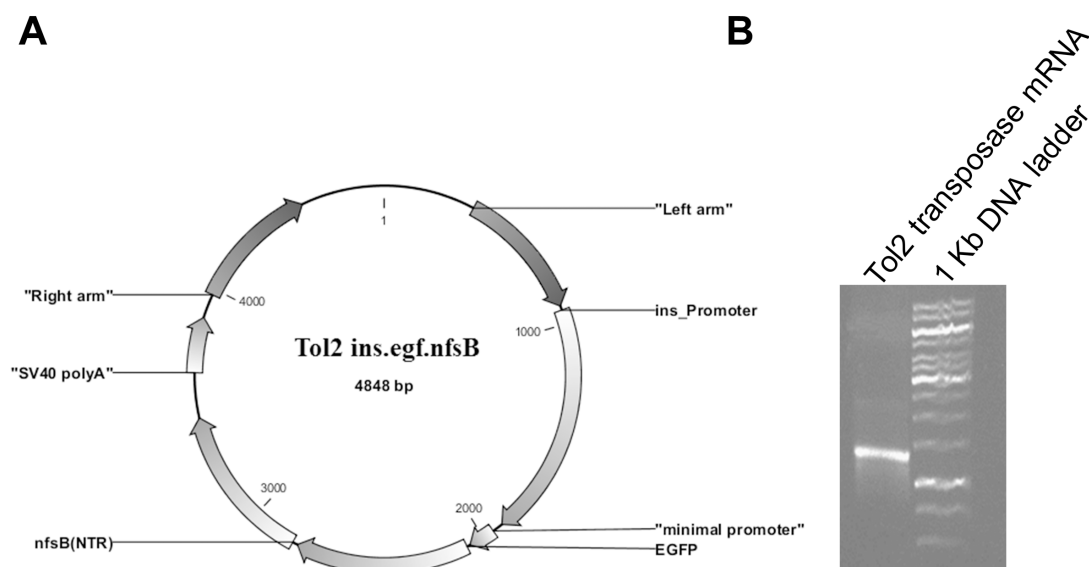 A
B
Tol2 transposase mRNA
1 Kb DNA ladder
1
"Left arm"
"Right arm"
4000
ins_Promoter
1000
Tol2 ins.egf.nfsB
4848 bp
"SV40 polyA"
3000
2000
"minimal promoter"
nfsB(NTR)
EGFP